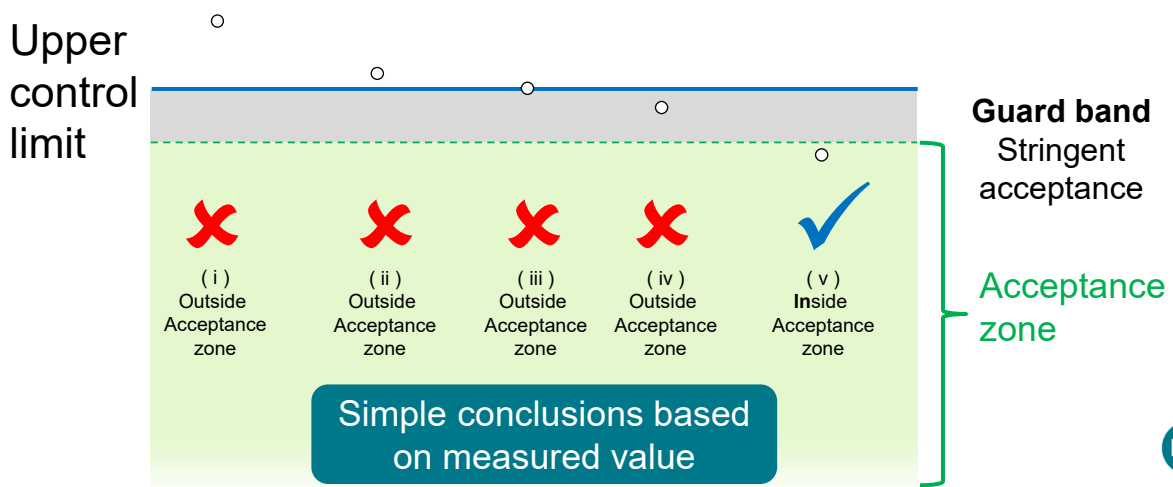 Upper
control
limit
Guard band
Stringent
acceptance
( i )
Outside
Acceptance
zone
( ii )
Outside
Acceptance
zone
( iii )
Outside
Acceptance
zone
( iv )
Outside
Acceptance
zone
( v )
Inside
Acceptance
zone
Acceptance
zone
Simple conclusions based
on measured value